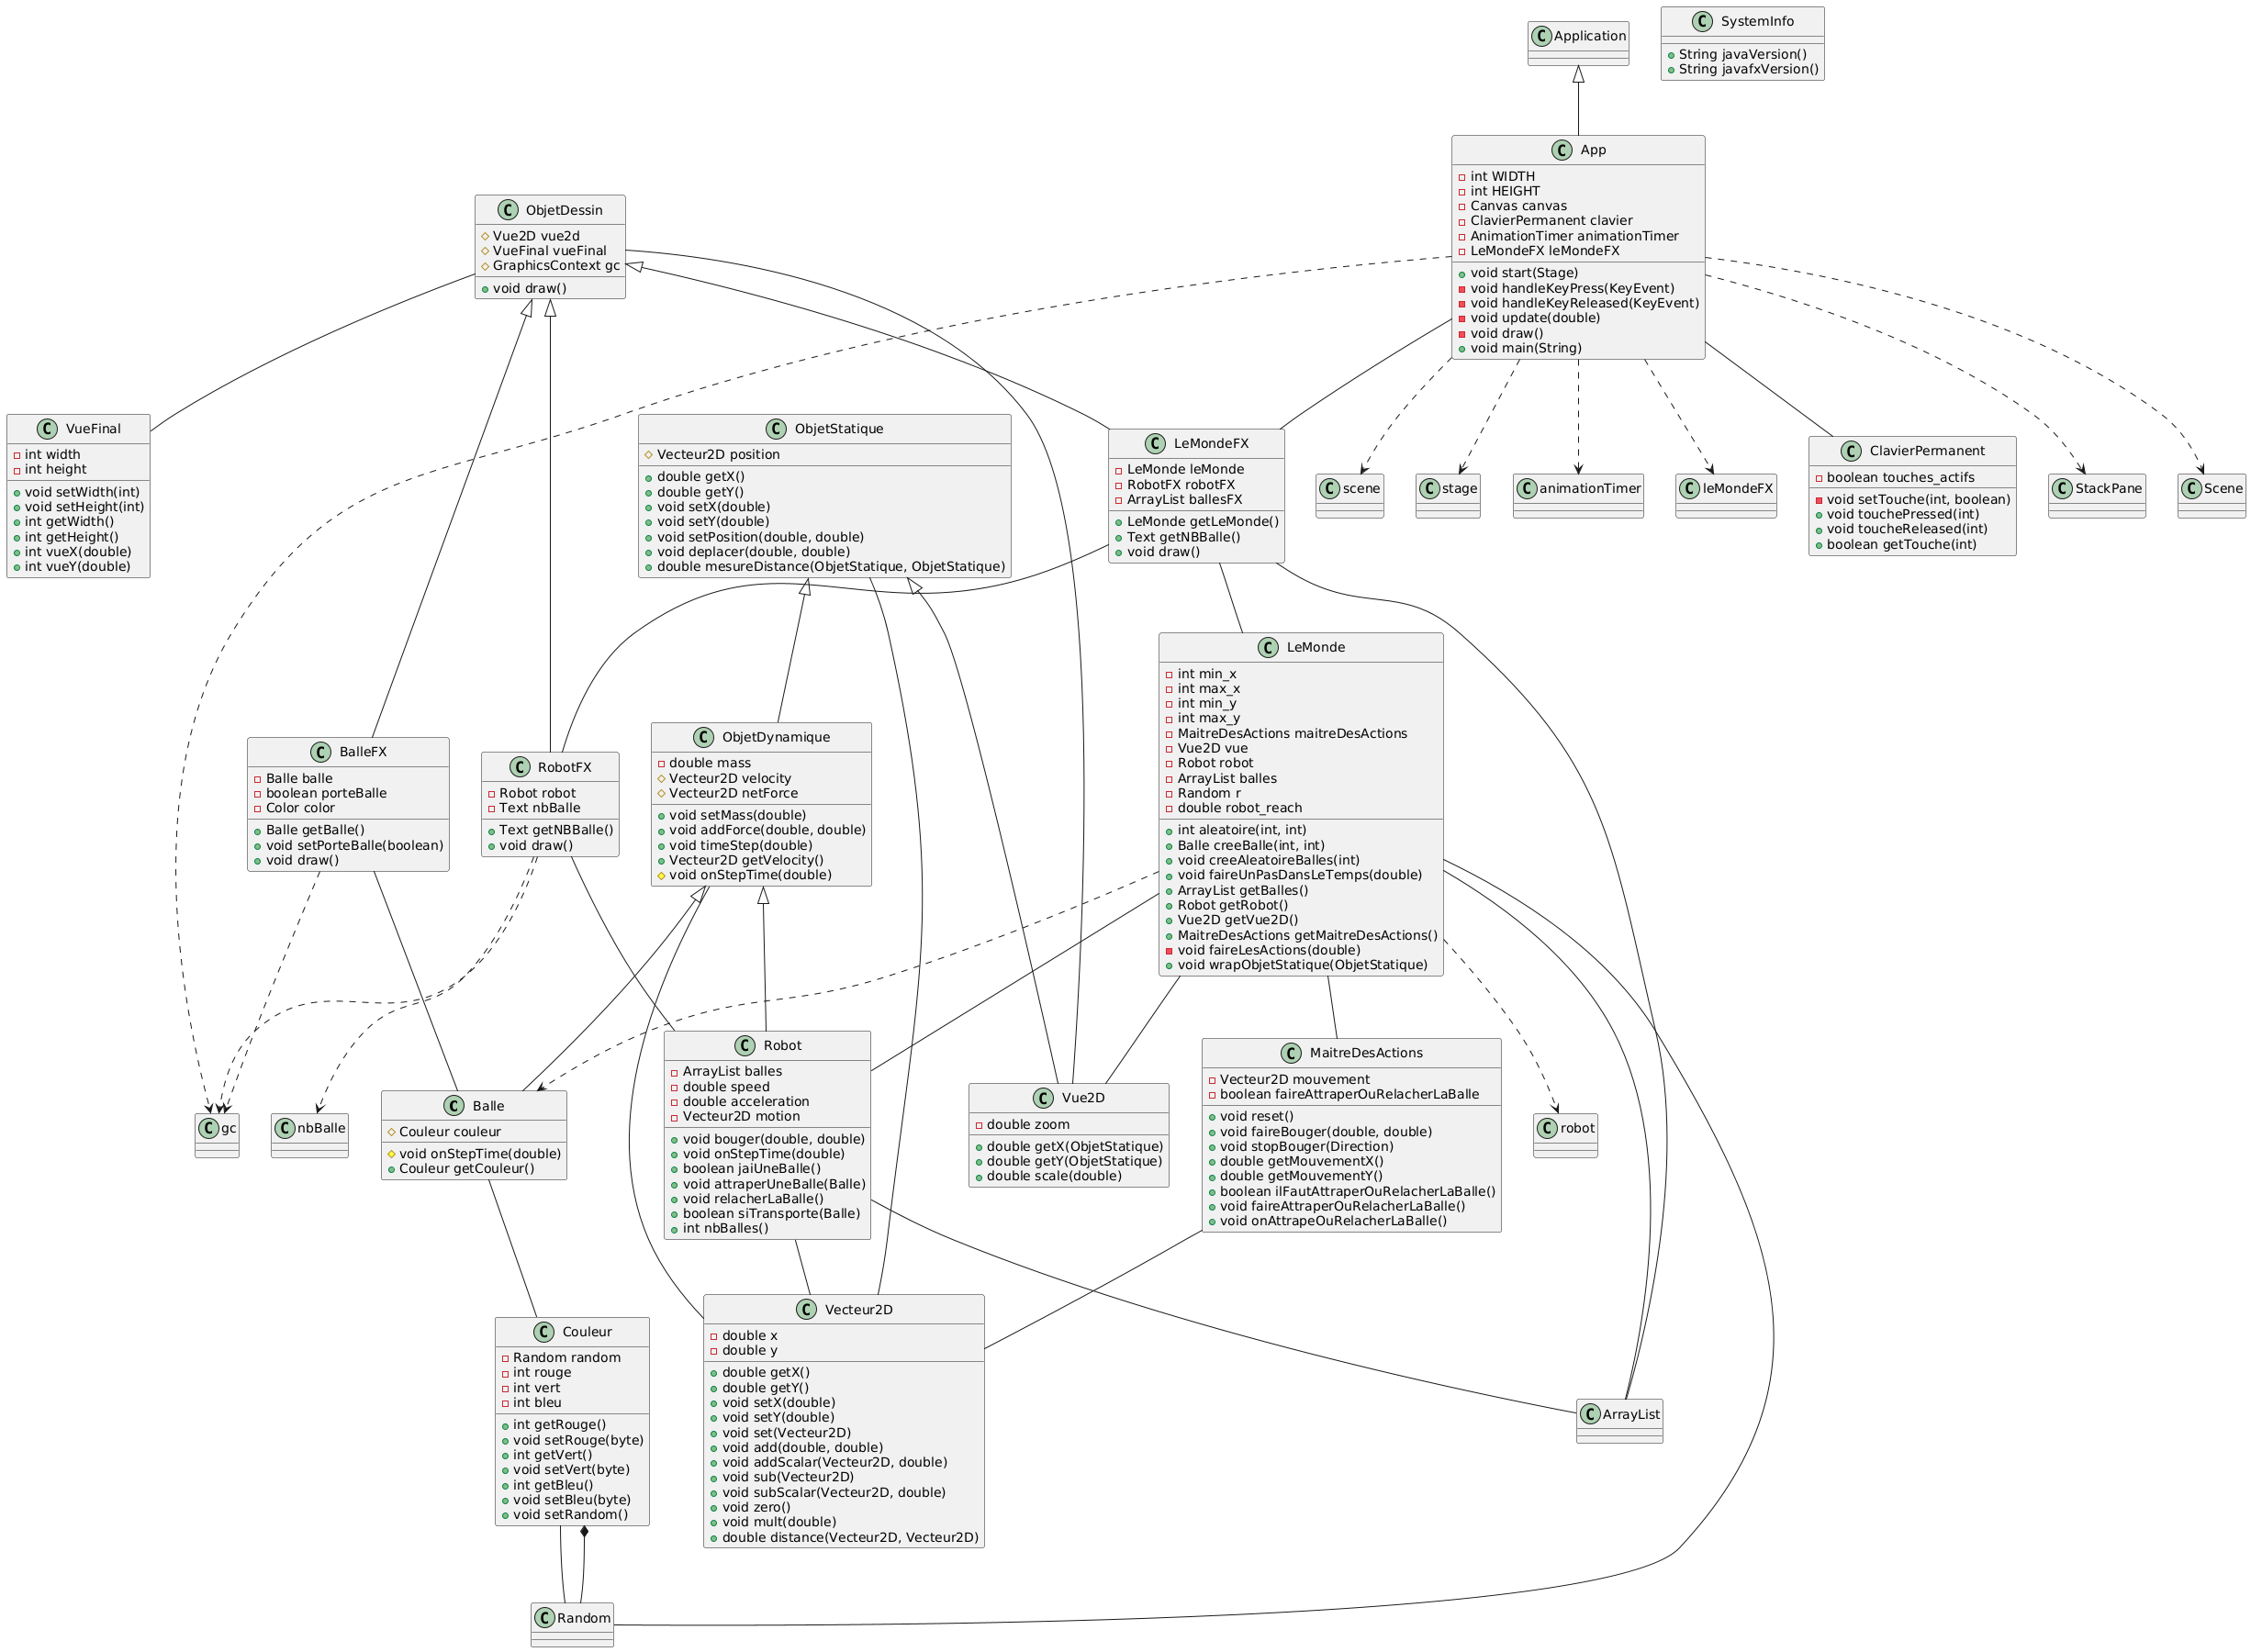 Application
SystemInfo
String javaVersion()
String javafxVersion()
App
int WIDTH
int HEIGHT
Canvas canvas
ClavierPermanent clavier
AnimationTimer animationTimer
LeMondeFX leMondeFX
void start(Stage)
void handleKeyPress(KeyEvent)
void handleKeyReleased(KeyEvent)
void update(double)
void draw()
void main(String)
ObjetDessin
Vue2D vue2d
VueFinal vueFinal
GraphicsContext gc
void draw()
VueFinal
int width
int height
void setWidth(int)
void setHeight(int)
int getWidth()
int getHeight()
int vueX(double)
int vueY(double)
ObjetStatique
Vecteur2D position
double getX()
double getY()
void setX(double)
void setY(double)
void setPosition(double, double)
void deplacer(double, double)
double mesureDistance(ObjetStatique, ObjetStatique)
LeMondeFX
LeMonde leMonde
RobotFX robotFX
ArrayList ballesFX
LeMonde getLeMonde()
Text getNBBalle()
void draw()
scene
stage
animationTimer
leMondeFX
ClavierPermanent
boolean touches_actifs
void setTouche(int, boolean)
void touchePressed(int)
void toucheReleased(int)
boolean getTouche(int)
StackPane
Scene
BalleFX
Balle balle
boolean porteBalle
Color color
Balle getBalle()
void setPorteBalle(boolean)
void draw()
RobotFX
Robot robot
Text nbBalle
Text getNBBalle()
void draw()
ObjetDynamique
double mass
Vecteur2D velocity
Vecteur2D netForce
void setMass(double)
void addForce(double, double)
void timeStep(double)
Vecteur2D getVelocity()
void onStepTime(double)
LeMonde
int min_x
int max_x
int min_y
int max_y
MaitreDesActions maitreDesActions
Vue2D vue
Robot robot
ArrayList balles
Random r
double robot_reach
int aleatoire(int, int)
Balle creeBalle(int, int)
void creeAleatoireBalles(int)
void faireUnPasDansLeTemps(double)
ArrayList getBalles()
Robot getRobot()
Vue2D getVue2D()
MaitreDesActions getMaitreDesActions()
void faireLesActions(double)
void wrapObjetStatique(ObjetStatique)
gc
nbBalle
Balle
Couleur couleur
void onStepTime(double)
Couleur getCouleur()
Robot
ArrayList balles
double speed
double acceleration
Vecteur2D motion
void bouger(double, double)
void onStepTime(double)
boolean jaiUneBalle()
void attraperUneBalle(Balle)
void relacherLaBalle()
boolean siTransporte(Balle)
int nbBalles()
Vue2D
double zoom
double getX(ObjetStatique)
double getY(ObjetStatique)
double scale(double)
MaitreDesActions
Vecteur2D mouvement
boolean faireAttraperOuRelacherLaBalle
void reset()
void faireBouger(double, double)
void stopBouger(Direction)
double getMouvementX()
double getMouvementY()
boolean ilFautAttraperOuRelacherLaBalle()
void faireAttraperOuRelacherLaBalle()
void onAttrapeOuRelacherLaBalle()
robot
Couleur
Random random
int rouge
int vert
int bleu
int getRouge()
void setRouge(byte)
int getVert()
void setVert(byte)
int getBleu()
void setBleu(byte)
void setRandom()
Vecteur2D
double x
double y
double getX()
double getY()
void setX(double)
void setY(double)
void set(Vecteur2D)
void add(double, double)
void addScalar(Vecteur2D, double)
void sub(Vecteur2D)
void subScalar(Vecteur2D, double)
void zero()
void mult(double)
double distance(Vecteur2D, Vecteur2D)
ArrayList
Random